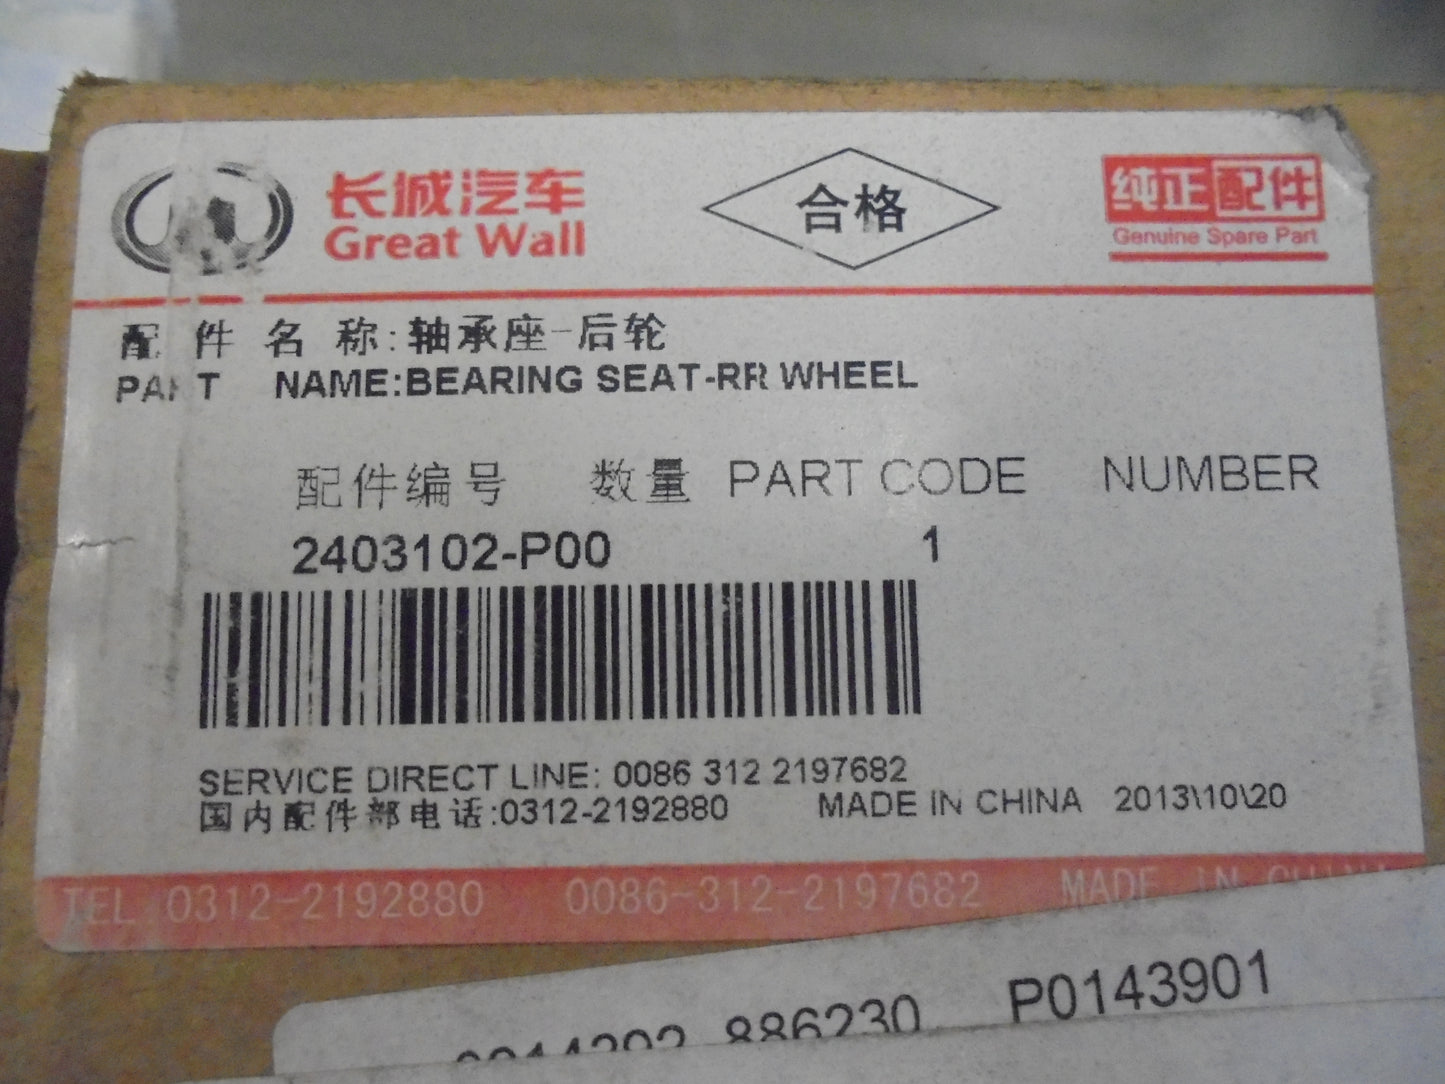 长城汽车
Great Wall
合格
纯正配件
Genuine Spare Part
配件名称:轴承座-后轮
PART NAME:BEARING SEAT-RR WHEEL
配件编号 数量 PART CODE NUMBER
2403102-P00 1
SERVICE DIRECT LINE: 0086 312 2197682
国内配件部电话:0312-2192880 MADE IN CHINA 2013\10\20
TEL 0312-2192880 0086-312-2197682 MADE IN CHINA
886230 P0143901